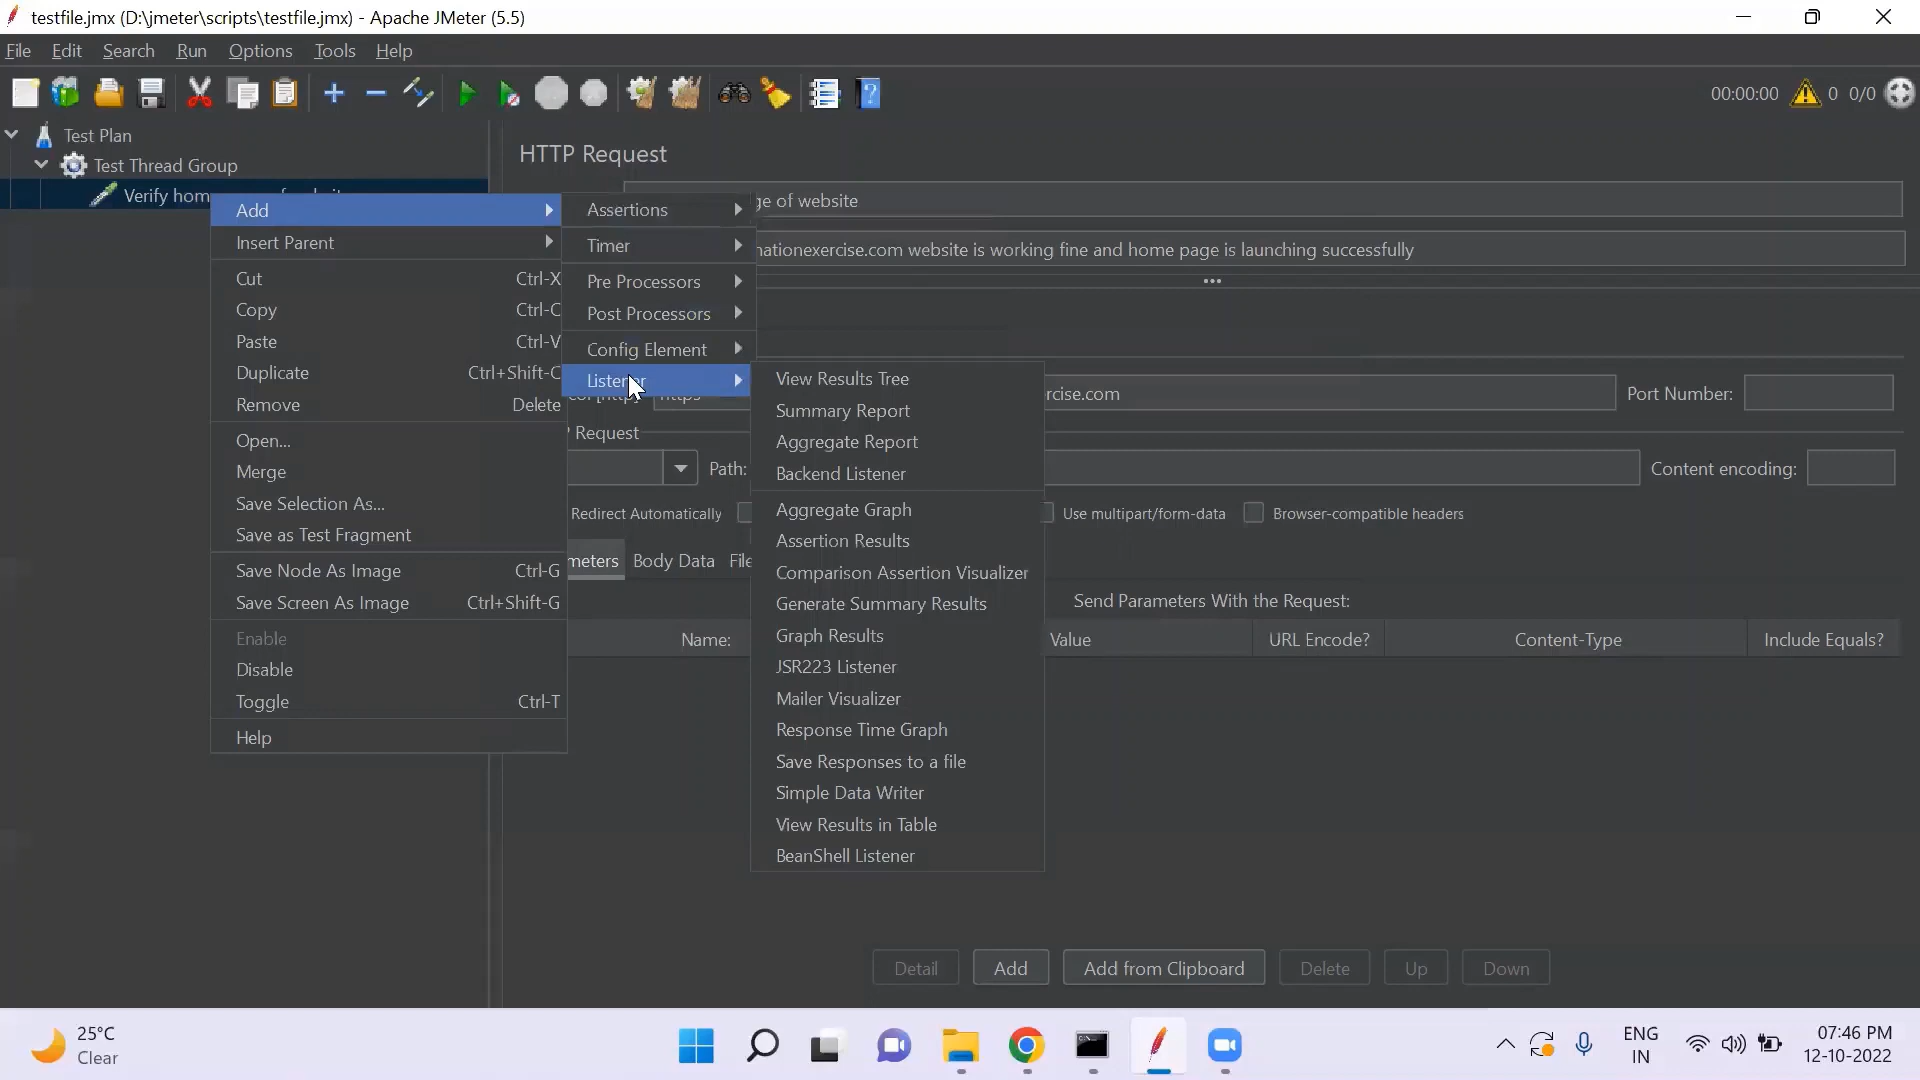 testfile.jmx (D:\jmeter\scripts\testfile.jmx) - Apache JMeter (5.5)
File Edit Search Run Options Tools Help
00:00:00 0 0/0
Test Plan
Test Thread Group
Verify hom
HTTP Request
ge of website
nationexercise.com website is working fine and home page is launching successfully
Add
Insert Parent
Cut Ctrl-X
Copy Ctrl-C
Paste Ctrl-V
Duplicate Ctrl+Shift-C
Remove Delete
Open...
Merge
Save Selection As...
Save as Test Fragment
Save Node As Image Ctrl-G
Save Screen As Image Ctrl+Shift-G
Enable
Disable
Toggle Ctrl-T
Help
Assertions
Timer
Pre Processors
Post Processors
Config Element
Listener
View Results Tree
Summary Report
Aggregate Report
Backend Listener
Aggregate Graph
Assertion Results
Comparison Assertion Visualizer
Generate Summary Results
Graph Results
JSR223 Listener
Mailer Visualizer
Response Time Graph
Save Responses to a file
Simple Data Writer
View Results in Table
BeanShell Listener
rcise.com Port Number:
Request
Path: Content encoding:
Redirect Automatically Use multipart/form-data Browser-compatible headers
meters Body Data File
Send Parameters With the Request:
Name: Value URL Encode? Content-Type Include Equals?
Detail Add Add from Clipboard Delete Up Down
25°C
Clear
ENG
IN
07:46 PM
12-10-2022